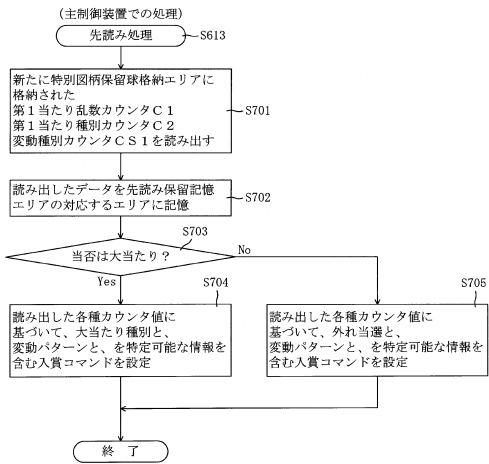 (主制御装置での処理)
先読み処理
S613
新たに特別図柄保留球格納エリアに
格納された
第1当たり乱数カウンタC1
第1当たり種別カウンタC2
変動種別カウンタCS1を読み出す
S701
読み出したデータを先読み保留記憶
エリアの対応するエリアに記憶
S702
当否は大当たり?
S703
Yes
No
読み出した各種カウンタ値に
基づいて、大当たり種別と、
変動パターンと、を特定可能な情報を
含む入賞コマンドを設定
S704
読み出した各種カウンタ値に
基づいて、外れ当選と、
変動パターンと、を特定可能な情報を
含む入賞コマンドを設定
S705
終 了